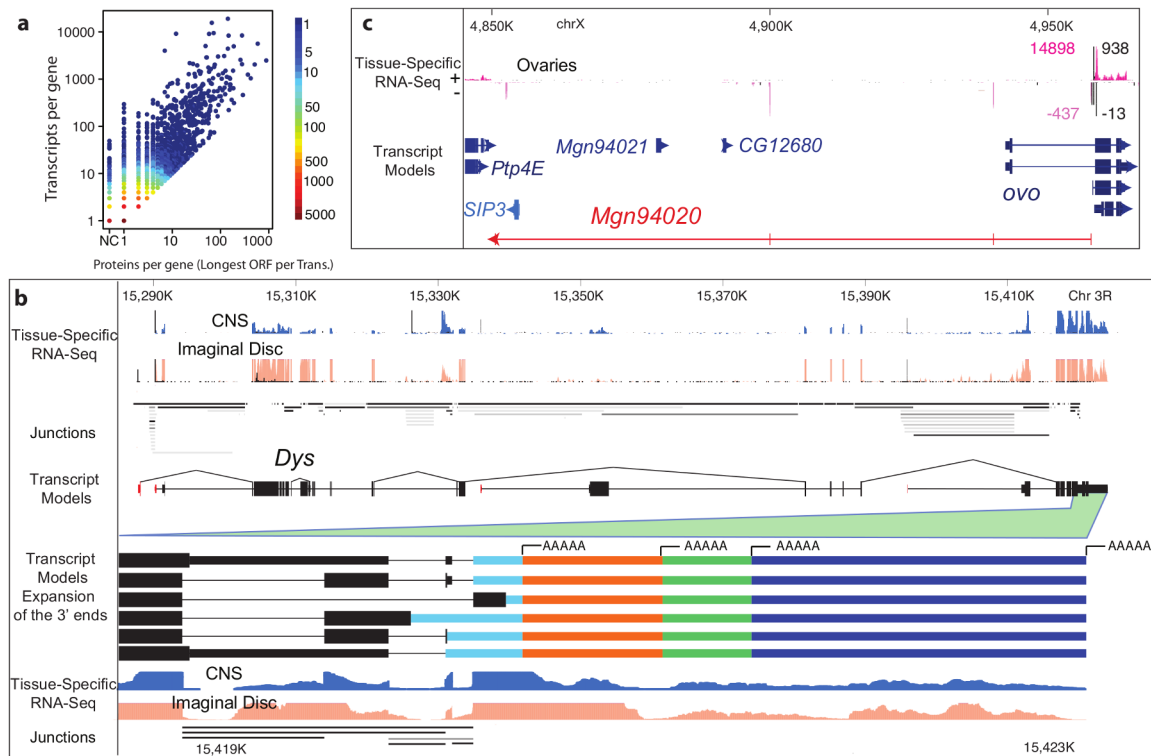 a
Transcripts per gene
10000
1000
100
10
1
NC 1 10 100 1000
Proteins per gene (Longest ORF per Trans.)
1
5
10
50
100
500
1000
5000
c
4,850K chrX 4,900K 4,950K
Tissue-Specific
RNA-Seq
+
-
Ovaries
14898 938
-437 -13
Transcript
Models
Ptp4E
Mgn94021
CG12680
ovo
SIP3
Mgn94020
b
15,290K 15,310K 15,330K 15,350K 15,370K 15,390K 15,410K Chr 3R
Tissue-Specific
RNA-Seq
CNS
Imaginal Disc
Junctions
Dys
Transcript
Models
AAAAA AAAAA AAAAA AAAAA
Transcript
Models
Expansion
of the 3' ends
Tissue-Specific
RNA-Seq
CNS
Imaginal Disc
Junctions
15,419K 15,423K